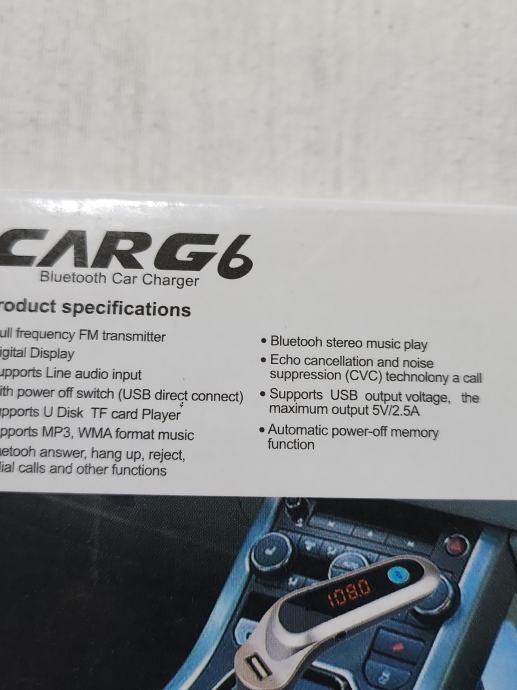 CARG6
Bluetooth Car Charger
roduct specifications
ull frequency FM transmitter
igital Display
upports Line audio input
ith power off switch (USB direct connect)
upports U Disk TF card Player
pports MP3, WMA format music
etooh answer, hang up, reject,
ial calls and other functions
• Bluetooh stereo music play
• Echo cancellation and noise
suppression (CVC) technolony a call
• Supports USB output voltage, the
maximum output 5V/2.5A
• Automatic power-off memory
function
108.0